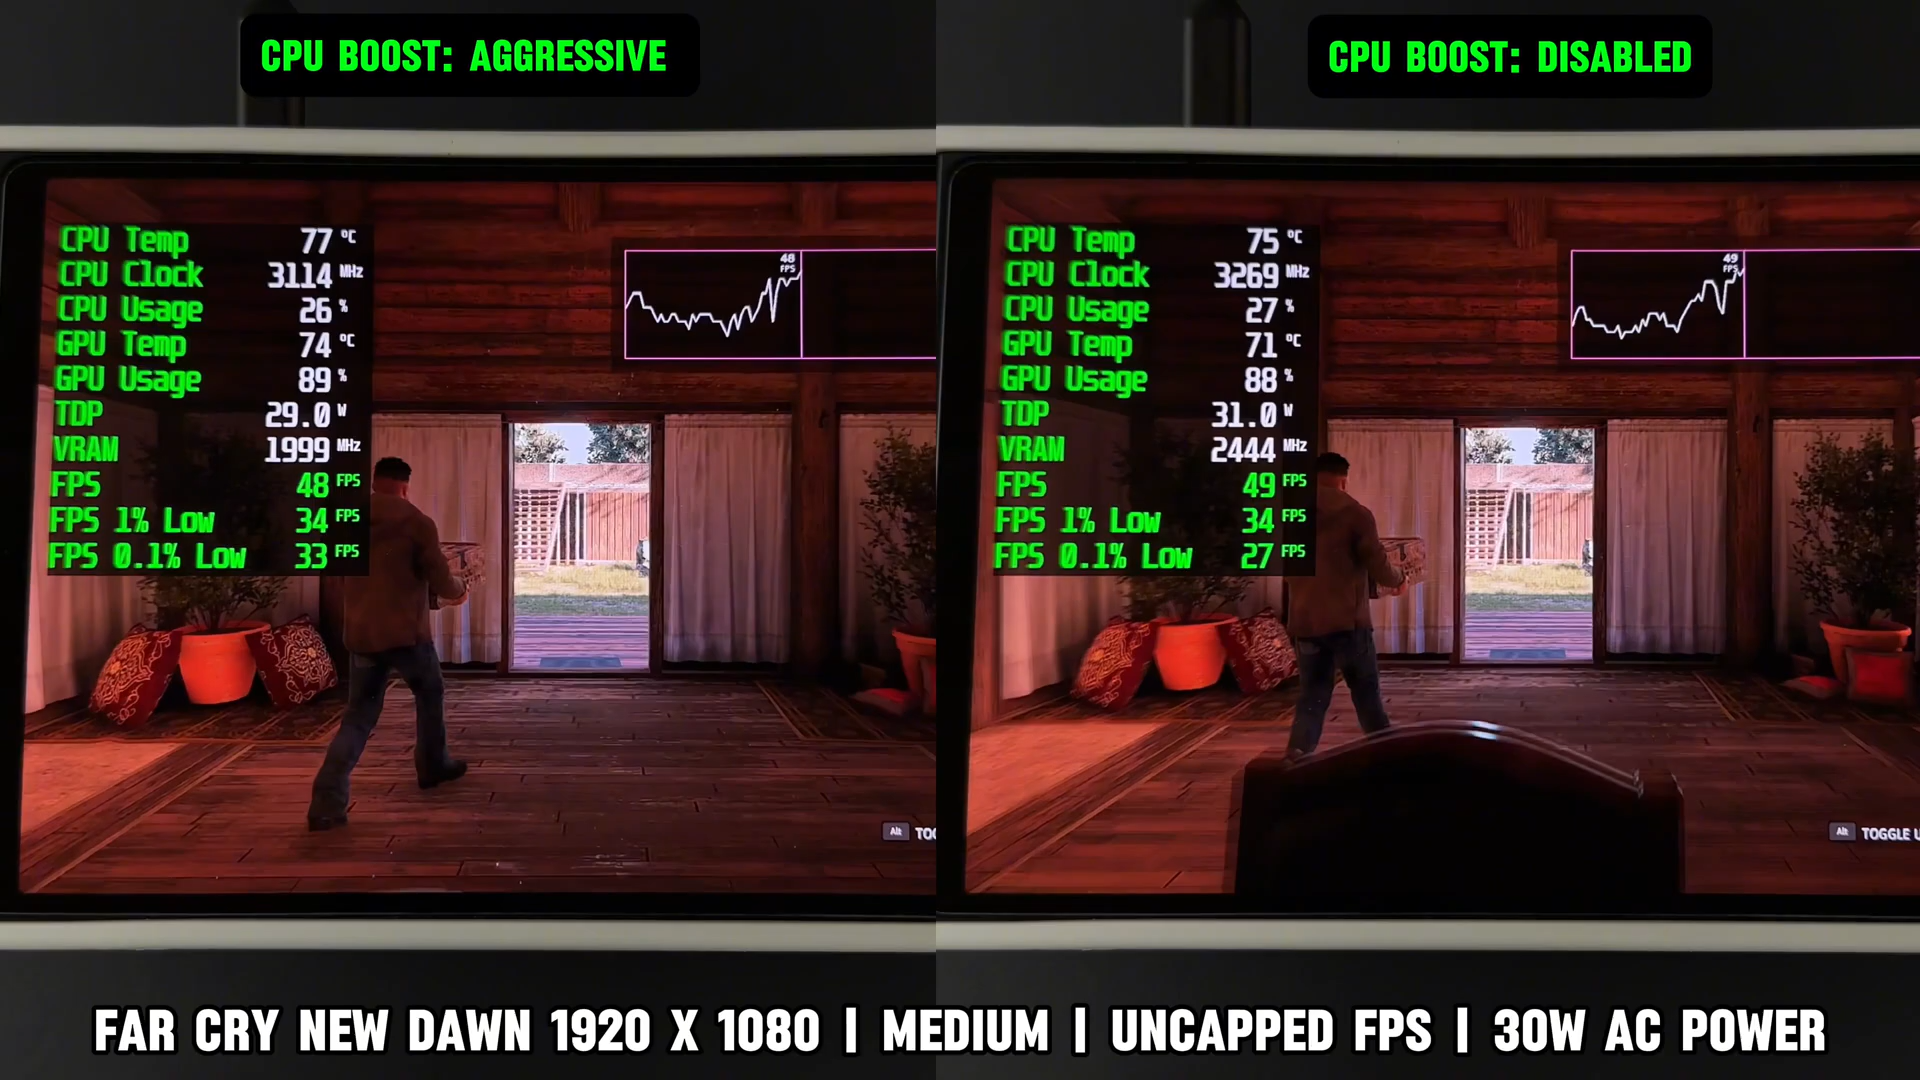 CPU BOOST: AGGRESSIVE
CPU Temp 77 °C
CPU Clock 3114 MHz
CPU Usage 26 %
GPU Temp 74 °C
GPU Usage 89 %
TDP 29.0 W
VRAM 1999 MHz
FPS 48 FPS
FPS 1% Low 34 FPS
FPS 0.1% Low 33 FPS
48
FPS
Alt TOG
CPU BOOST: DISABLED
CPU Temp 75 °C
CPU Clock 3269 MHz
CPU Usage 27 %
GPU Temp 71 °C
GPU Usage 88 %
TDP 31.0 W
VRAM 2444 MHz
FPS 49 FPS
FPS 1% Low 34 FPS
FPS 0.1% Low 27 FPS
49
FPS
Alt TOGGLE U
FAR CRY NEW DAWN 1920 X 1080 | MEDIUM | UNCAPPED FPS | 30W AC POWER